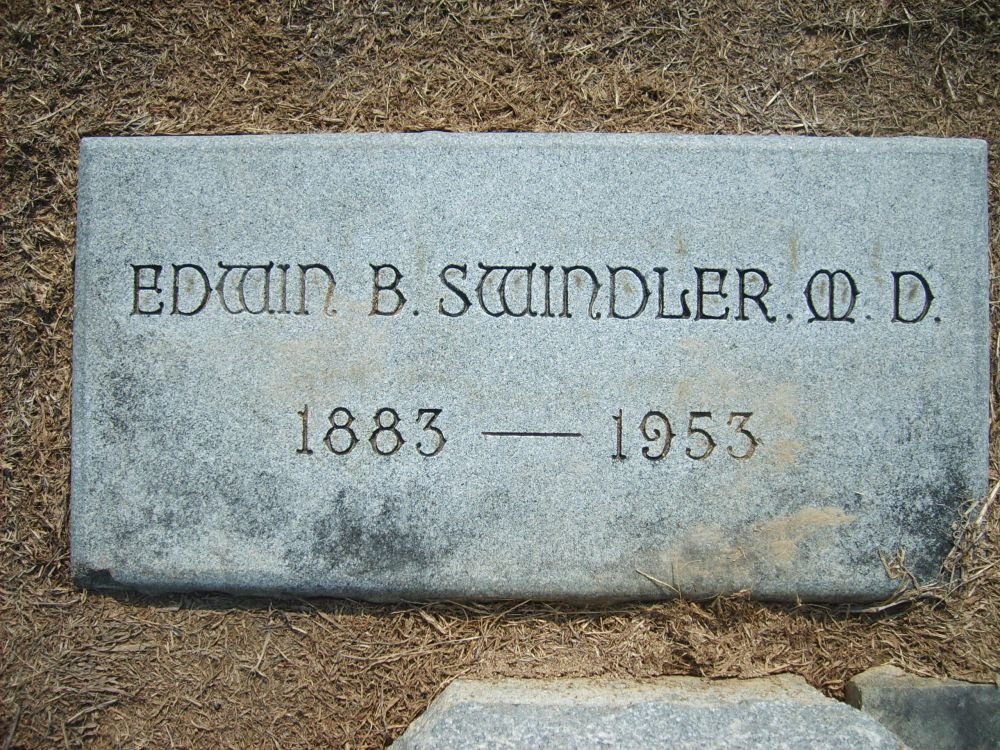 EDWIN B. SWINDLER, M. D.
1883 — 1953